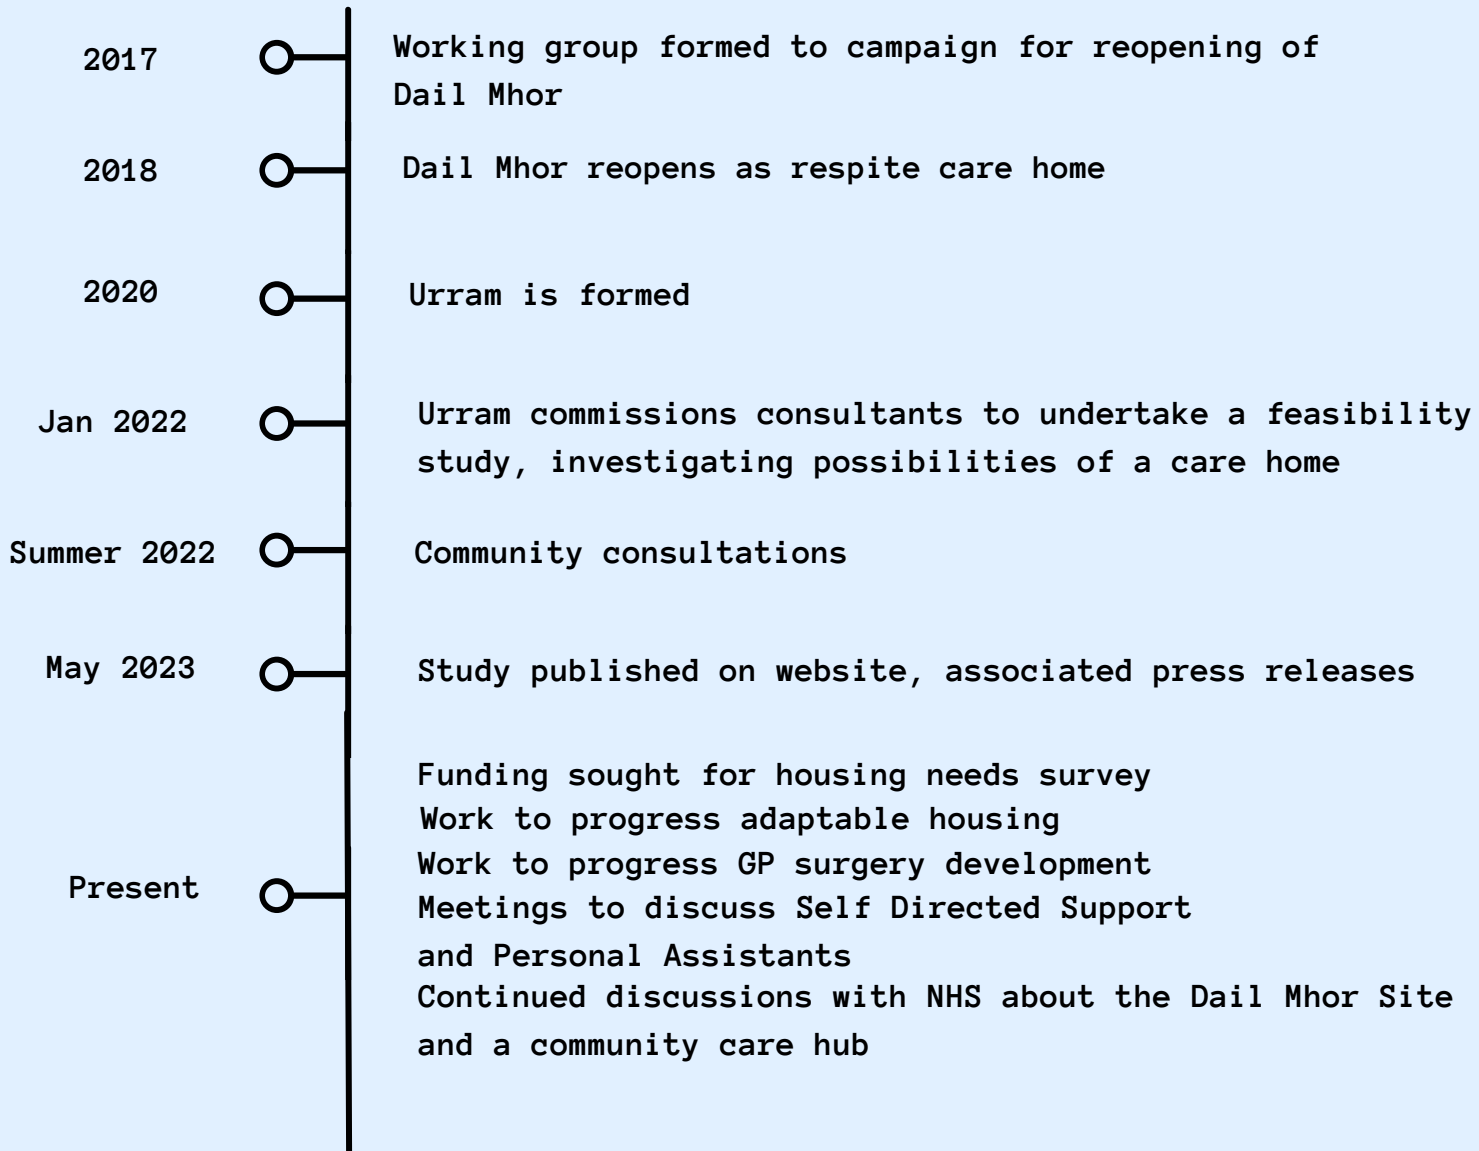 2017
Working group formed to campaign for reopening of
Dail Mhor
2018
Dail Mhor reopens as respite care home
2020
Urram is formed
Jan 2022
Urram commissions consultants to undertake a feasibility
study, investigating possibilities of a care home
Summer 2022
Community consultations
May 2023
Study published on website, associated press releases
Present
Funding sought for housing needs survey
Work to progress adaptable housing
Work to progress GP surgery development
Meetings to discuss Self Directed Support
and Personal Assistants
Continued discussions with NHS about the Dail Mhor Site
and a community care hub